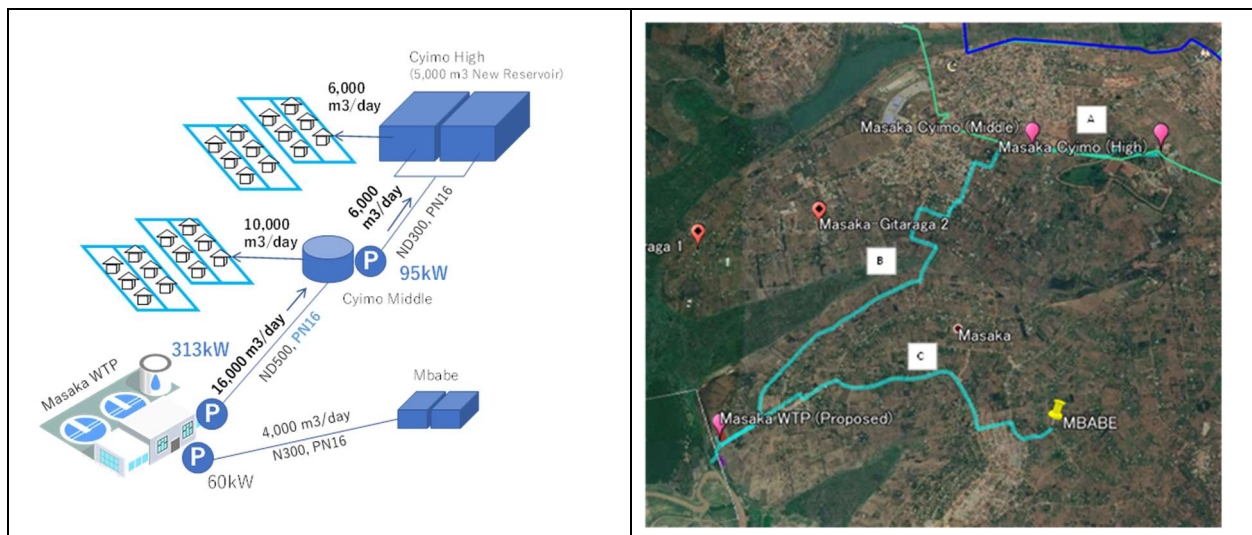 Cyimo High
(5,000 m3 New Reservoir)
6,000
m3/day
6,000
m3/day
ND300, PN16
10,000
m3/day
P
95kW
Cyimo Middle
313kW
16,000 m3/day
ND500, PN16
Masaka WTP
P
Mbabe
4,000 m3/day
N300, PN16
P
60kW
A
Masaka Cyimo (Middle)
Masaka Cyimo (High)
Masaka-Gitaraga 2
raga 1
B
Masaka
C
Masaka WTP (Proposed)
MBABE